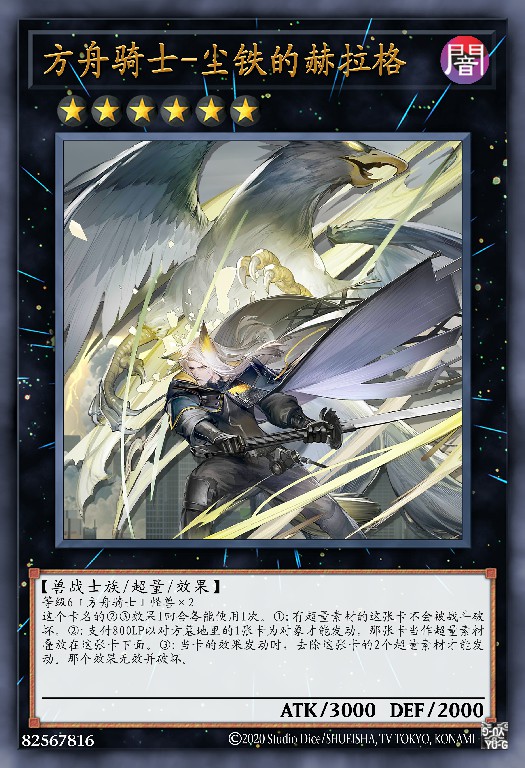 方舟骑士-尘铁的赫拉格
闇
【兽战士族/超量/效果】
等级6「方舟骑士」怪兽×2
这个卡名的②③效果1回合各能使用1次。①：有超量素材的这张卡不会被战斗破
坏。②：支付800LP以对方墓地里的1张卡为对象才能发动。那张卡当作超量素材
叠放在这张卡下面。③：当卡的效果发动时，去除这张卡的2个超量素材才能发
动。那个效果无效并破坏。
ATK/3000 DEF/2000
82567816
©2020 Studio Dice/SHUEISHA, TV TOKYO, KONAMI